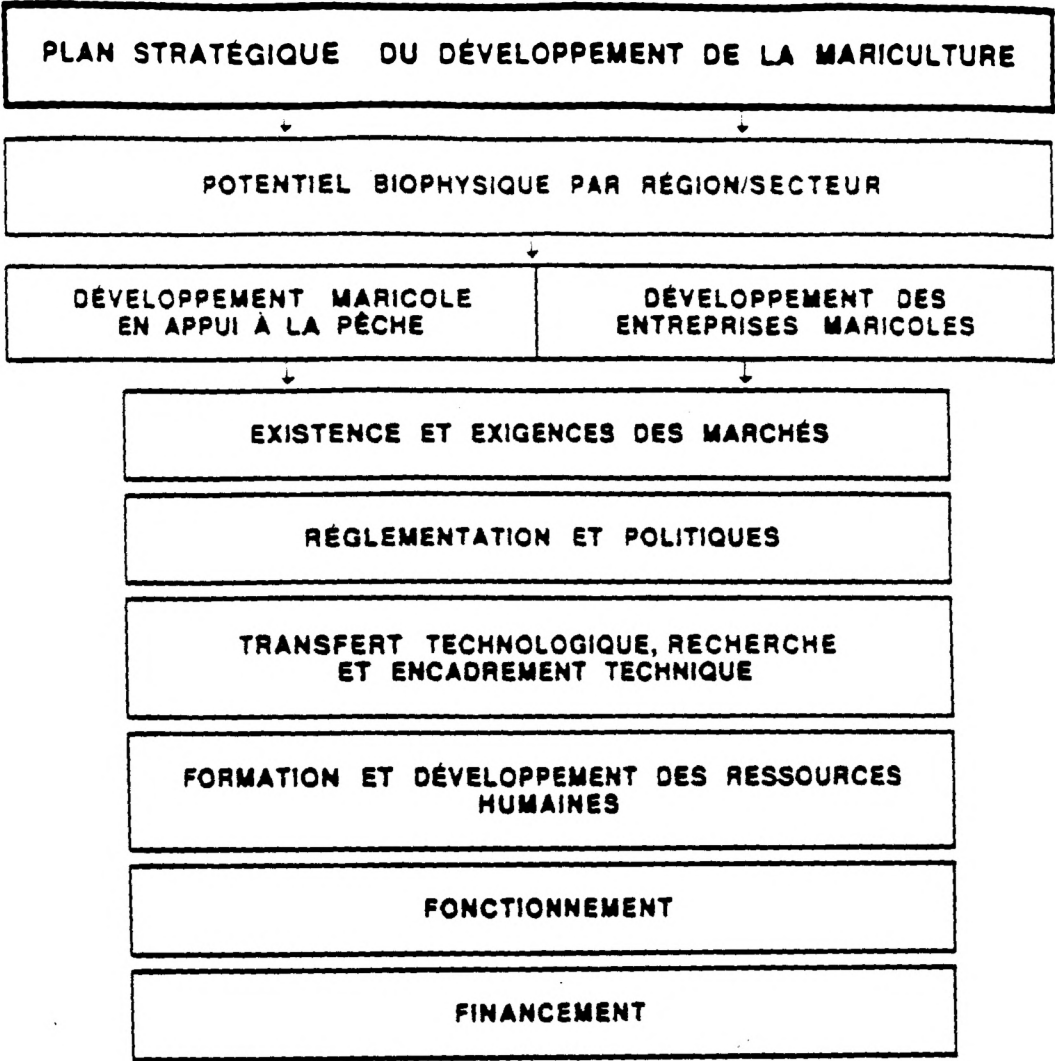 PLAN STRATÉGIQUE DU DÉVELOPPEMENT DE LA MARICULTURE
POTENTIEL BIOPHYSIQUE PAR RÉGION/SECTEUR
DÉVELOPPEMENT MARICOLE
EN APPUI À LA PÊCHE
DÉVELOPPEMENT DES
ENTREPRISES MARICOLES
EXISTENCE ET EXIGENCES DES MARCHÉS
RÉGLEMENTATION ET POLITIQUES
TRANSFERT TECHNOLOGIQUE, RECHERCHE
ET ENCADREMENT TECHNIQUE
FORMATION ET DÉVELOPPEMENT DES RESSOURCES
HUMAINES
FONCTIONNEMENT
FINANCEMENT